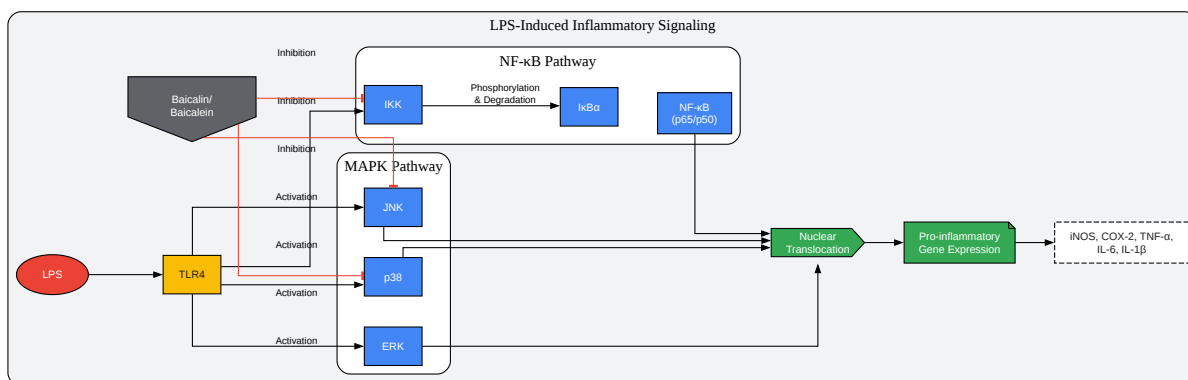 LPS-Induced Inflammatory Signaling
Inhibition
NF-κB Pathway
Baicalin/
Baicalein
Inhibition
IKK
Phosphorylation
& Degradation
IκBα
NF-κB
(p65/p50)
Inhibition
MAPK Pathway
Activation
JNK
Activation
Nuclear
Translocation
Pro-inflammatory
Gene Expression
iNOS, COX-2, TNF-α,
IL-6, IL-1β
LPS
TLR4
p38
Activation
Activation
ERK